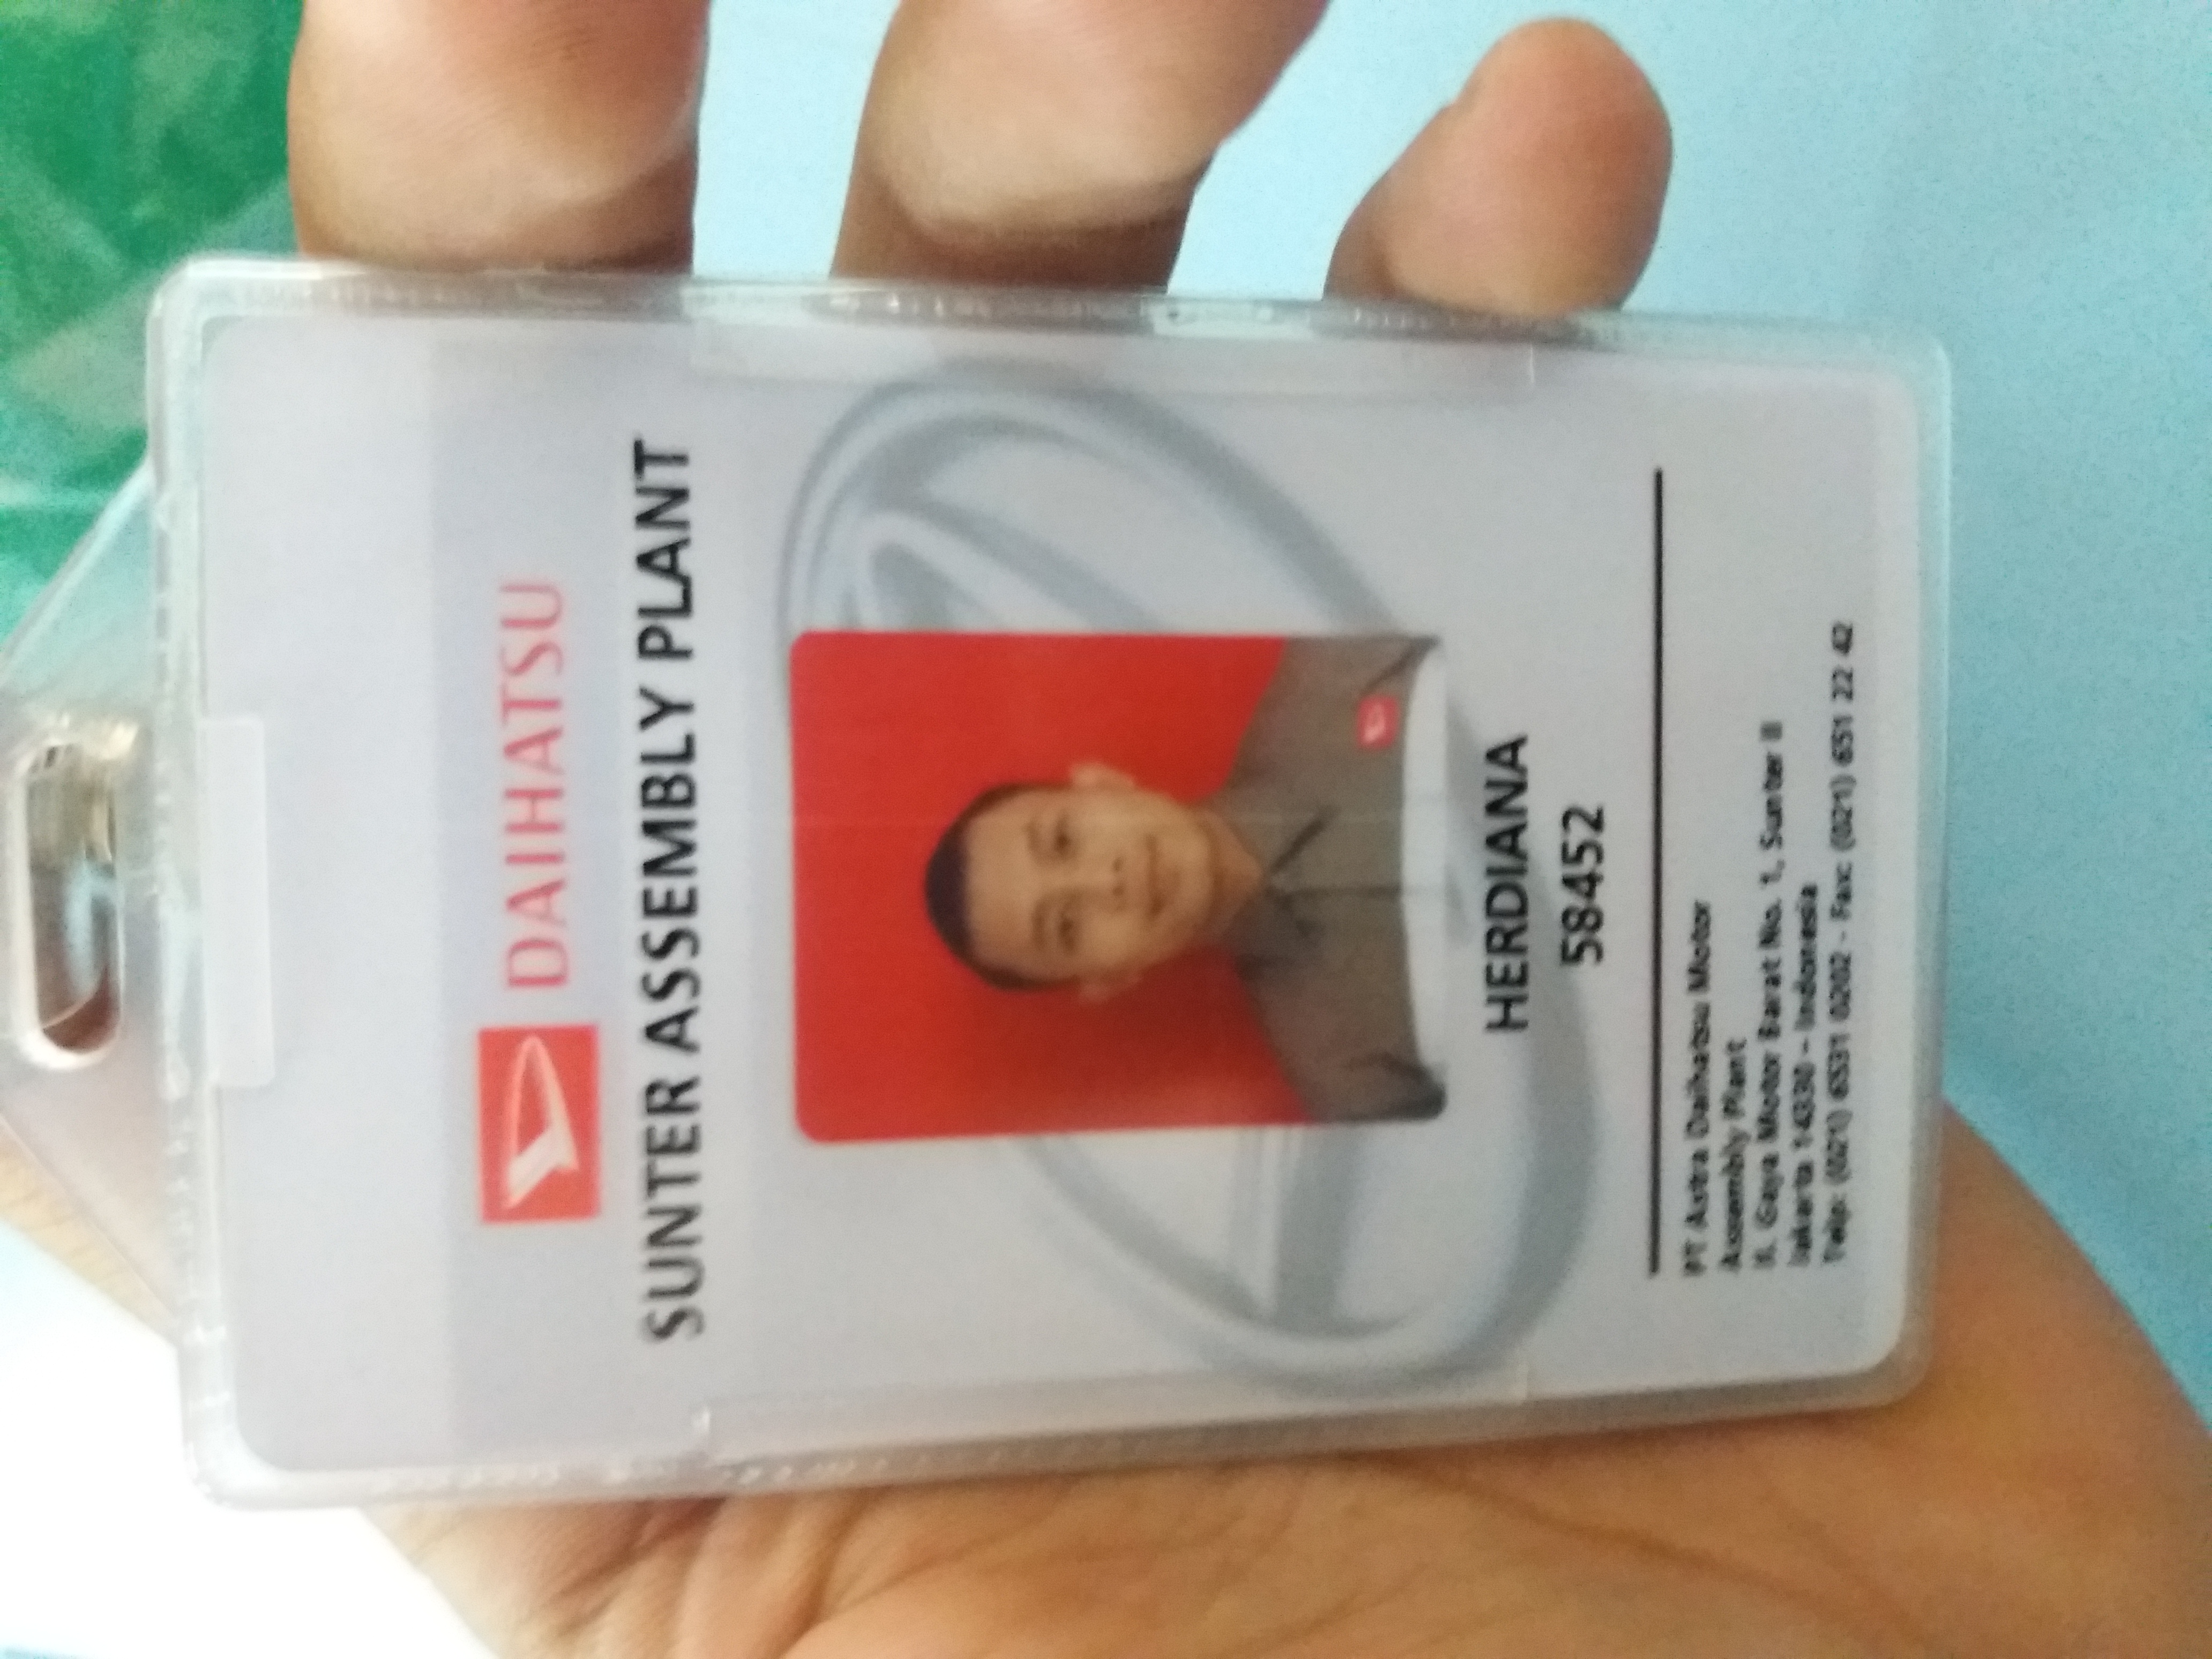 DAIHATSU
SUNTER ASSEMBLY PLANT
HERDIANA
58452
PT Astra Daihatsu Motor
Assembly Plant
Jl. Gaya Motor Barat No. 1, Sunter II
Jakarta 14330 - Indonesia
Telp: (021) 6531 0202 - Fax: (021) 651 22 42